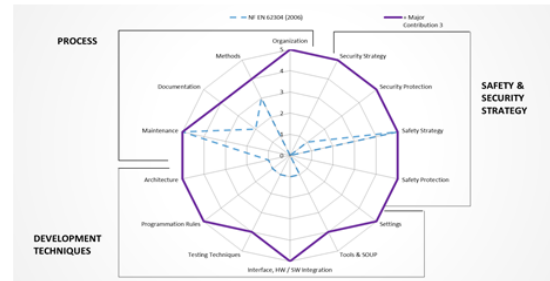 NF EN 62304 (2006)
+ Major
Contribution 3
PROCESS
Organization
Methods
Security Strategy
Documentation
Security Protection
SAFETY &
SECURITY
STRATEGY
Maintenance
Safety Strategy
Architecture
Safety Protection
Programmation Rules
Settings
DEVELOPMENT
TECHNIQUES
Testing Techniques
Tools & SOUP
Interface, HW / SW Integration
5
4
3
2
1
0